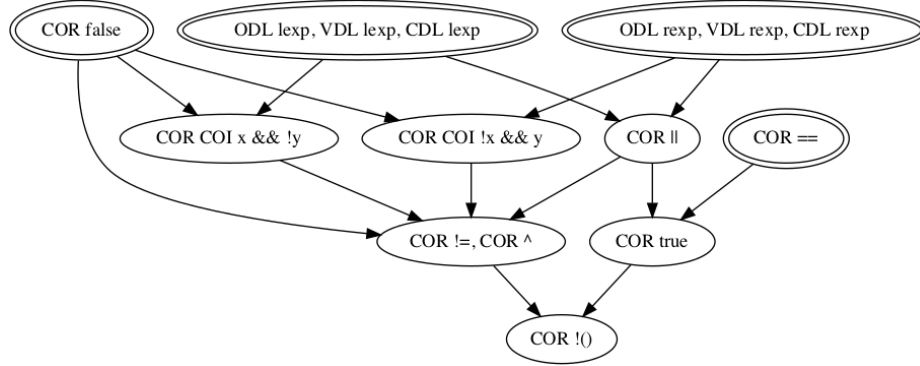 COR false
ODL lexp, VDL lexp, CDL lexp
ODL rexp, VDL rexp, CDL rexp
COR COI x && !y
COR COI !x && y
COR ||
COR ==
COR !=, COR ^
COR true
COR !()